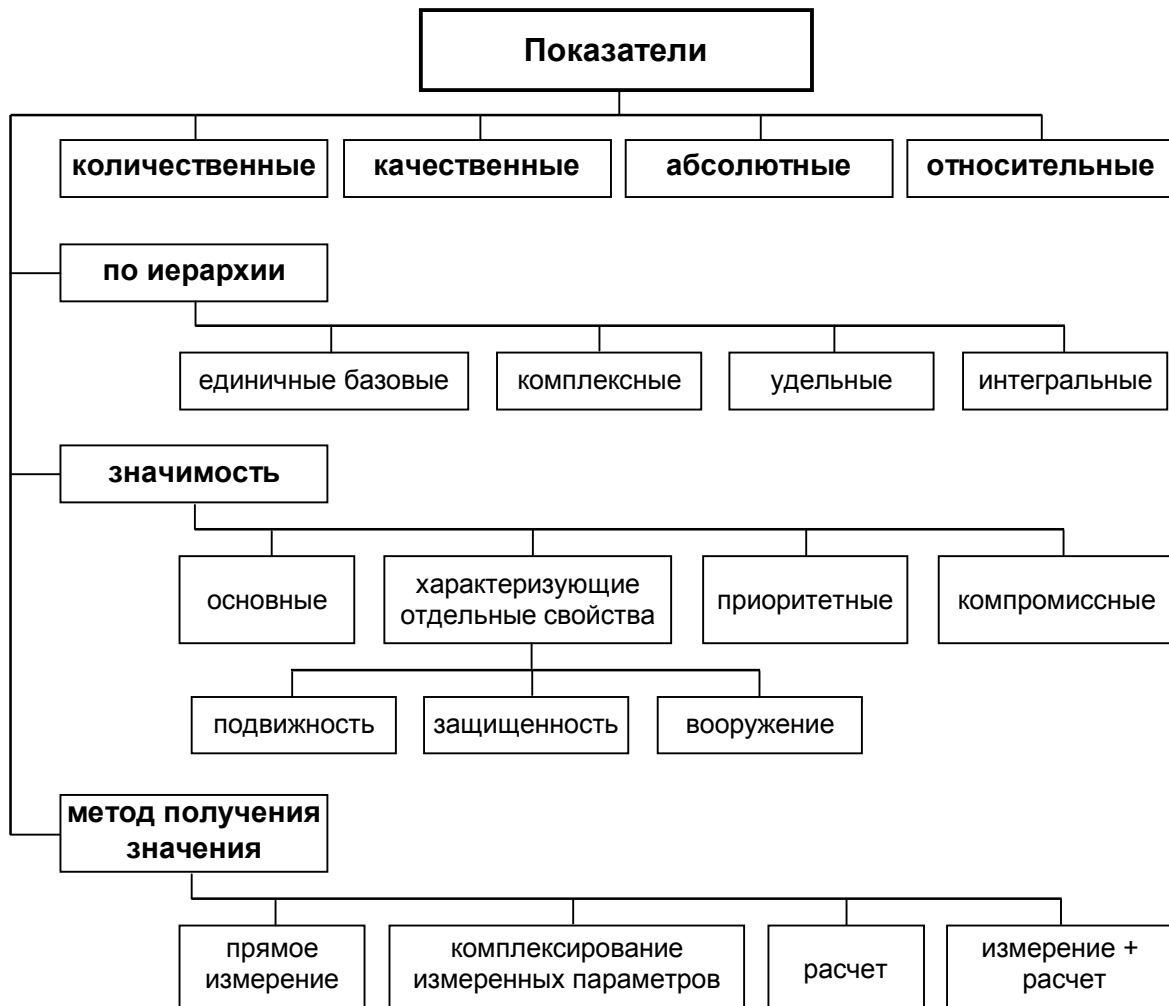 Показатели
количественные
качественные
абсолютные
относительные
по иерархии
единичные базовые
комплексные
удельные
интегральные
значимость
основные
характеризующие
отдельные свойства
приоритетные
компромиссные
подвижность
защищенность
вооружение
метод получения
значения
прямое
измерение
комплексирование
измеренных параметров
расчет
измерение +
расчет